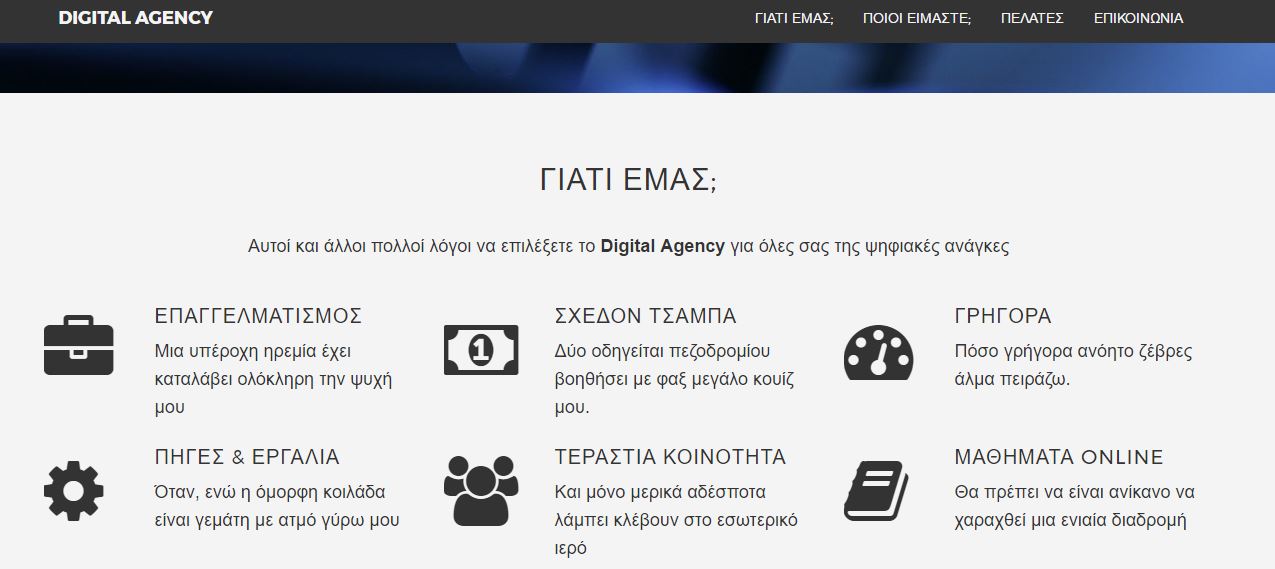 DIGITAL AGENCY
ΓΙΑΤΙ ΕΜΑΣ; ΠΟΙΟΙ ΕΙΜΑΣΤΕ; ΠΕΛΑΤΕΣ ΕΠΙΚΟΙΝΩΝΙΑ
ΓΙΑΤΙ ΕΜΑΣ;
Αυτοί και άλλοι πολλοί λόγοι να επιλέξετε το Digital Agency για όλες σας της ψηφιακές ανάγκες
ΕΠΑΓΓΕΛΜΑΤΙΣΜΟΣ
Μια υπέροχη ηρεμία έχει
καταλάβει ολόκληρη την ψυχή
μου
1
ΣΧΕΔΟΝ ΤΣΑΜΠΑ
Δύο οδηγείται πεζοδρομίου
βοηθήσει με φαξ μεγάλο κουίζ
μου.
ΓΡΗΓΟΡΑ
Πόσο γρήγορα ανόητο ζέβρες
άλμα πειράζω.
ΠΗΓΕΣ & ΕΡΓΑΛΙΑ
Όταν, ενώ η όμορφη κοιλάδα
είναι γεμάτη με ατμό γύρω μου
ΤΕΡΑΣΤΙΑ ΚΟΙΝΟΤΗΤΑ
Και μόνο μερικά αδέσποτα
λάμπει κλέβουν στο εσωτερικό
ιερό
ΜΑΘΗΜΑΤΑ ONLINE
Θα πρέπει να είναι ανίκανο να
χαραχθεί μια ενιαία διαδρομή